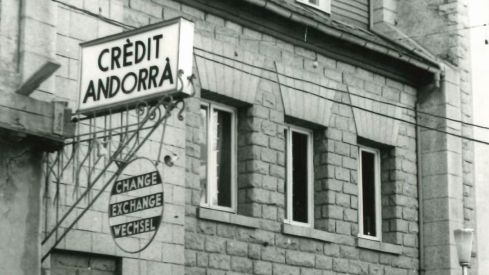 CRÈDIT
ANDORRÀ
CHANGE
EXCHANGE
WECHSEL